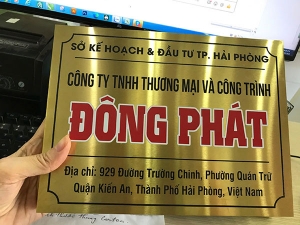 SỞ KẾ HOẠCH & ĐẦU TƯ TP. HẢI PHÒNG
CÔNG TY TNHH THƯƠNG MẠI VÀ CÔNG TRÌNH
ĐÔNG PHÁT
Địa chỉ: 929 Đường Trường Chinh, Phường Quán Trữ
Quận Kiến An, Thành Phố Hải Phòng, Việt Nam